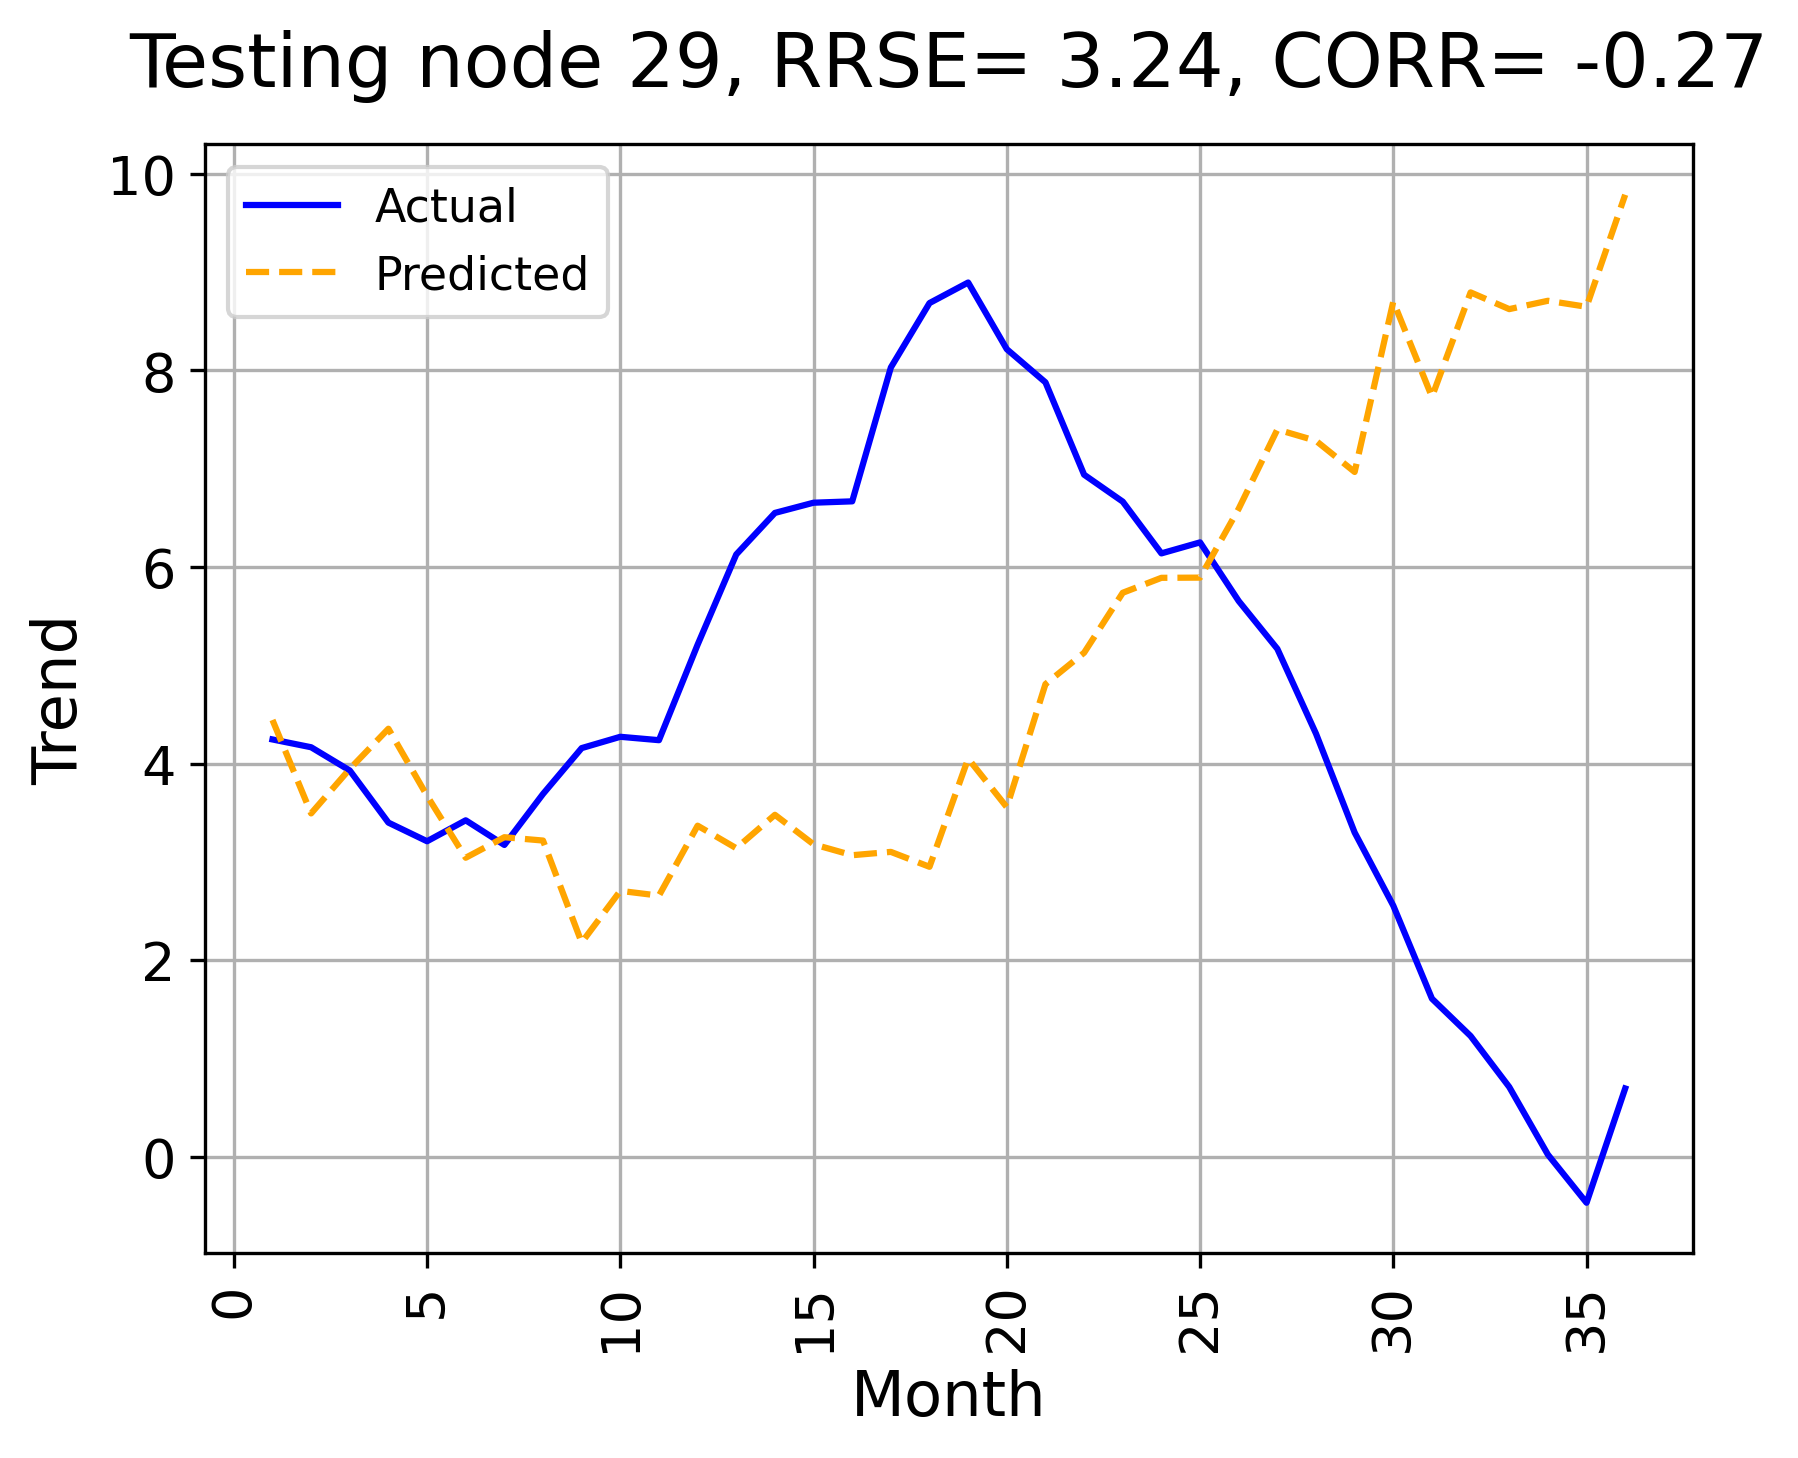 Testing node 29, RRSE= 3.24, CORR= -0.27
Actual
Predicted
Trend
10
8
6
4
2
0
0
5
10
15
20
25
30
35
Month